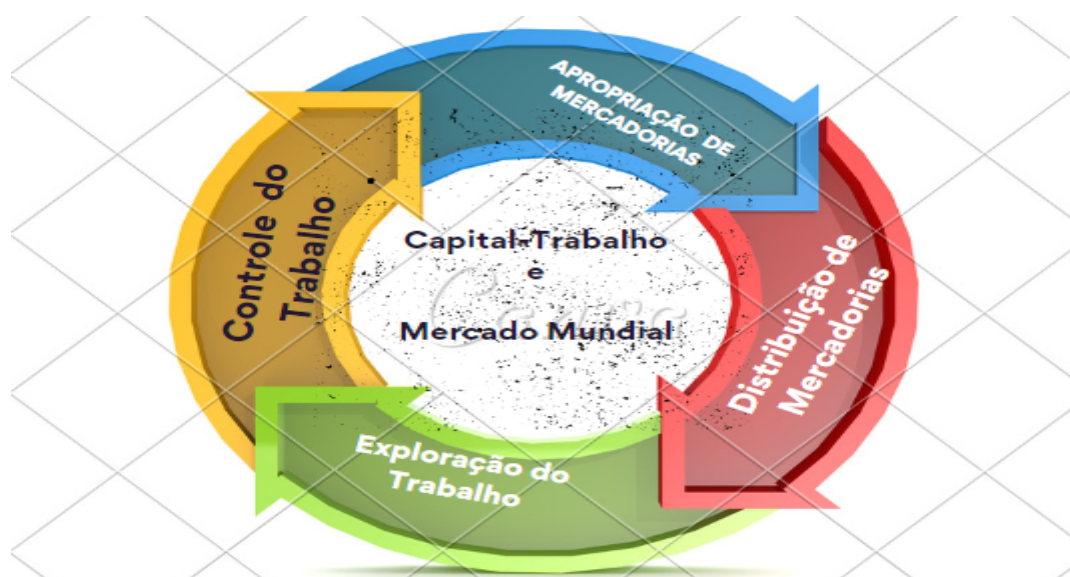 APROPRIAÇÃO DE
MERCADORIAS
Controle do
Trabalho
Capital-Trabalho
e
Mercado Mundial
Distribuição de
Mercadorias
Exploração do
Trabalho